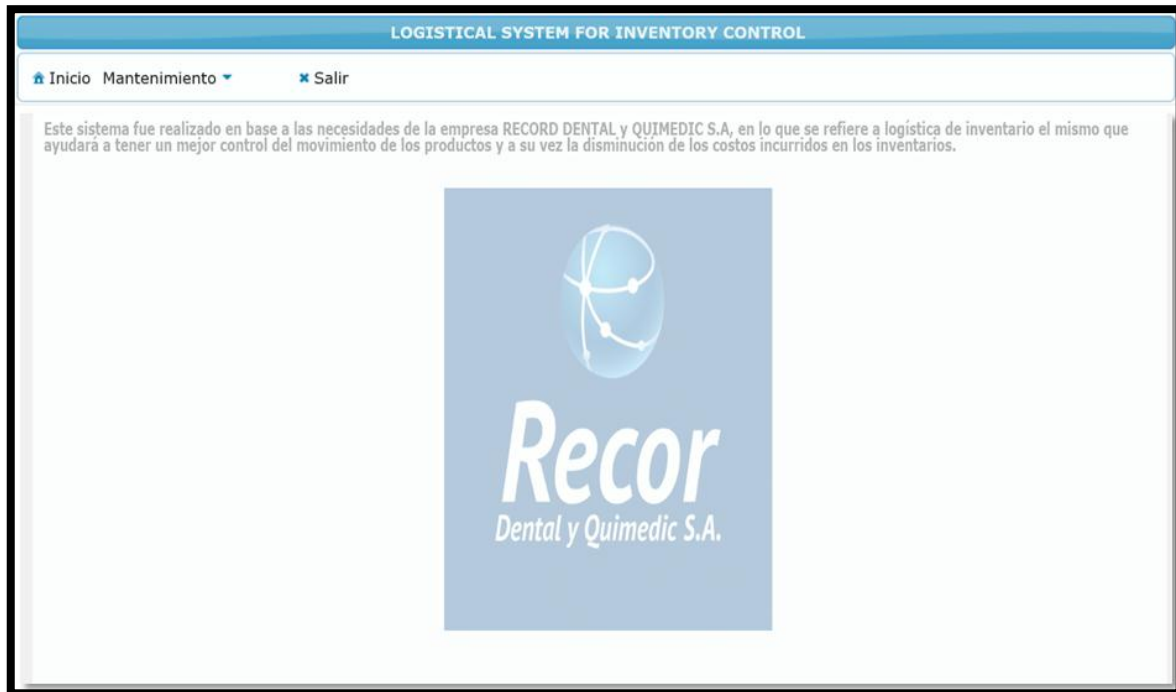 LOGISTICAL SYSTEM FOR INVENTORY CONTROL
Inicio Mantenimiento Salir
Este sistema fue realizado en base a las necesidades de la empresa RECORD DENTAL y QUIMEDIC S.A, en lo que se refiere a logística de inventario el mismo que
ayudará a tener un mejor control del movimiento de los productos y a su vez la disminución de los costos incurridos en los inventarios.
Recor
Dental y Quimedic S.A.